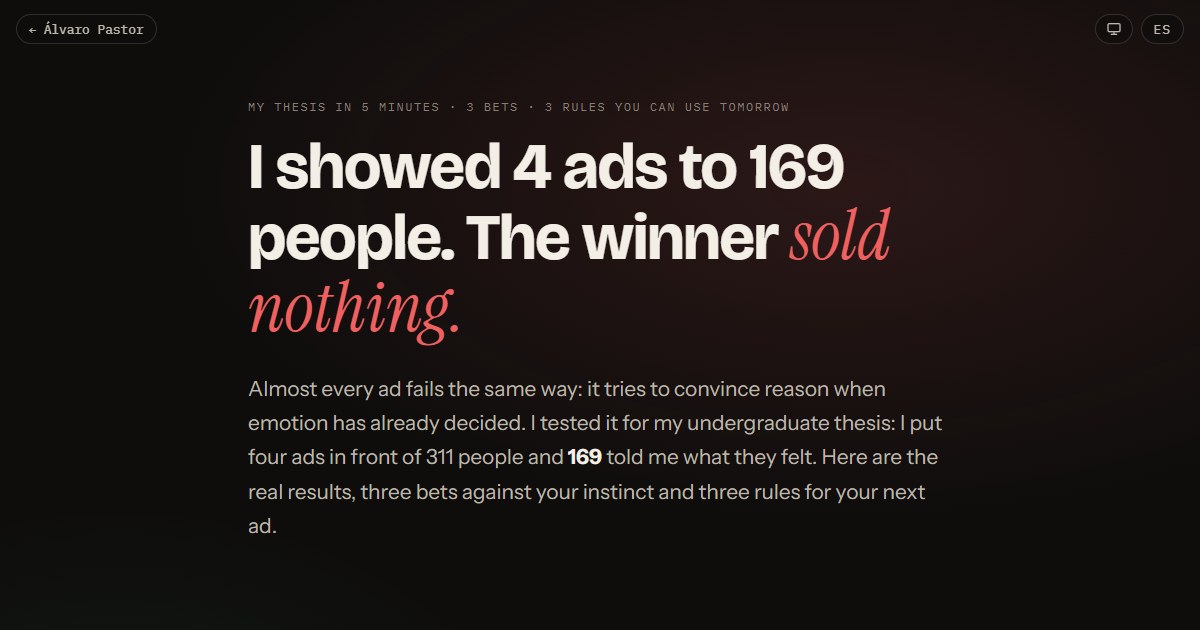 ← Álvaro Pastor
ES
MY THESIS IN 5 MINUTES · 3 BETS · 3 RULES YOU CAN USE TOMORROW
I showed 4 ads to 169
people. The winner sold
nothing.
Almost every ad fails the same way: it tries to convince reason when
emotion has already decided. I tested it for my undergraduate thesis: I put
four ads in front of 311 people and 169 told me what they felt. Here are the
real results, three bets against your instinct and three rules for your next
ad.